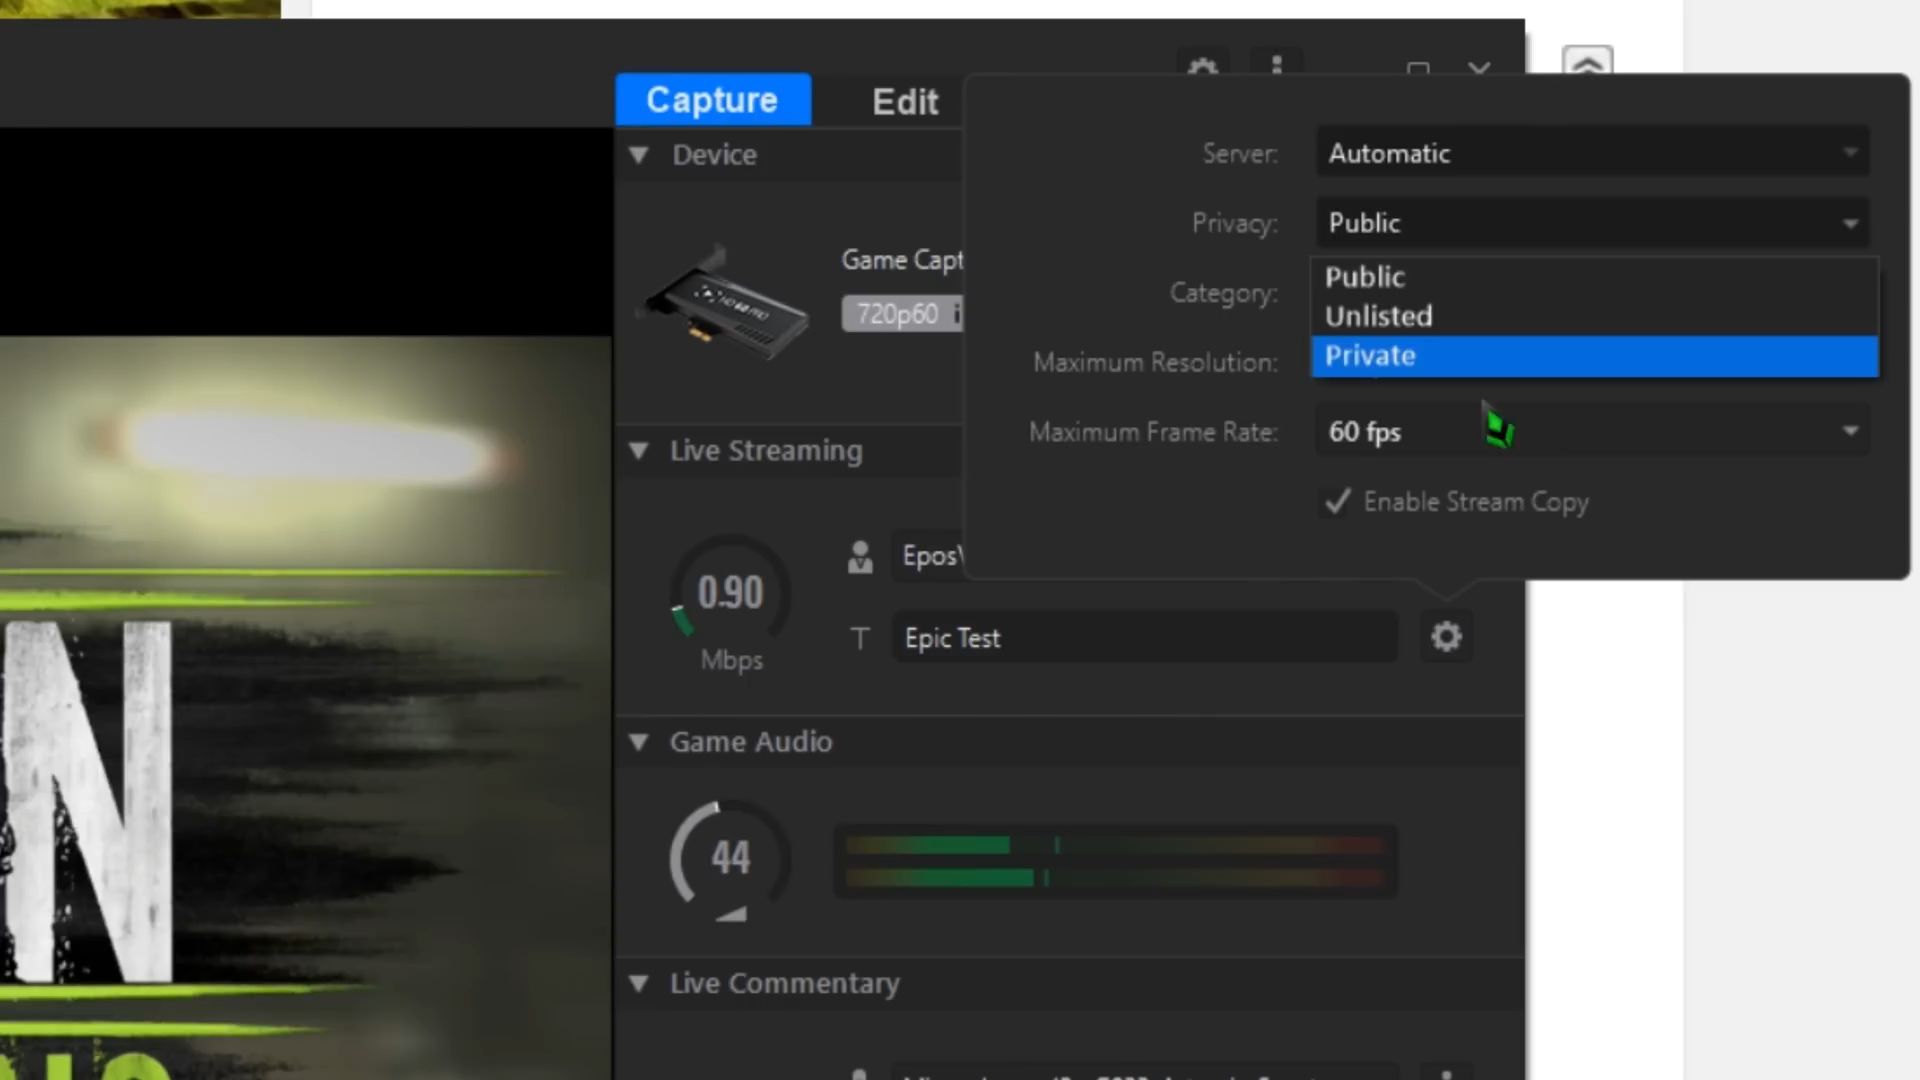 Capture
Edit
Device
Game Capt
720p60
Server: Automatic
Privacy: Public
Category:
Public
Unlisted
Private
Maximum Resolution:
Maximum Frame Rate: 60 fps
Enable Stream Copy
Live Streaming
0.90
Mbps
Epos
T
Epic Test
N
Game Audio
44
Live Commentary